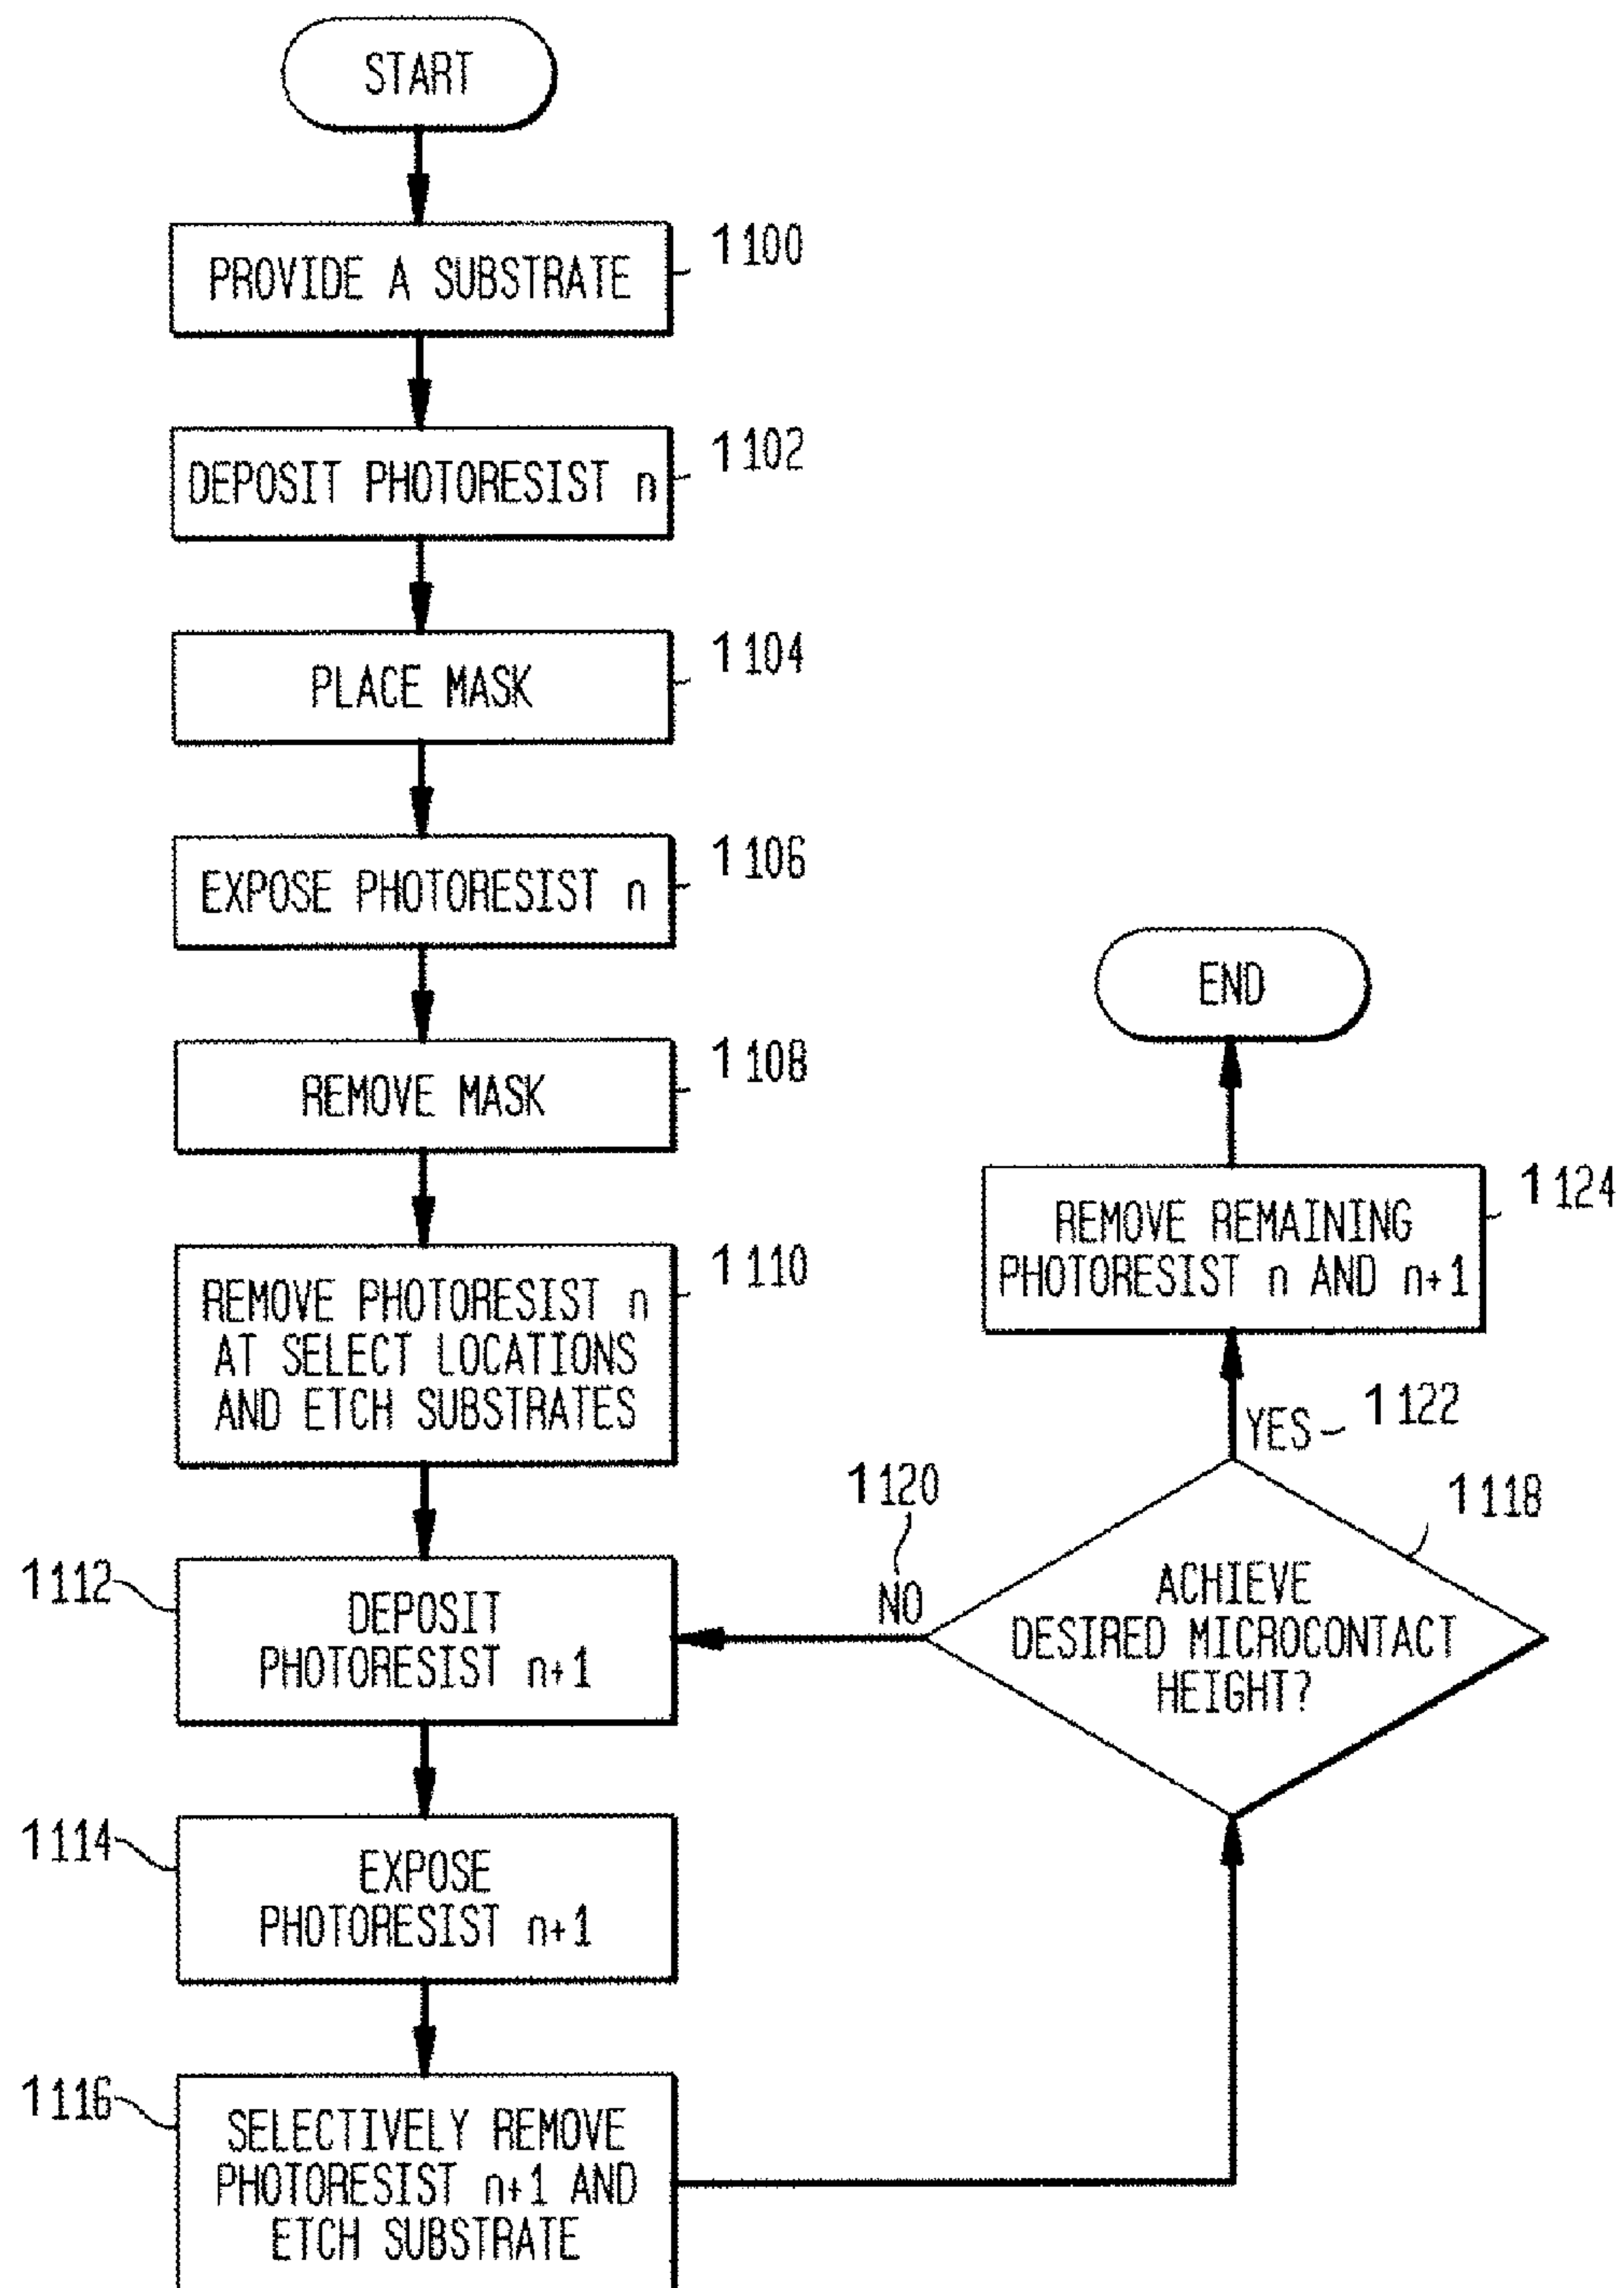 START
PROVIDE A SUBSTRATE
1100
DEPOSIT PHOTORESIST n
1102
PLACE MASK
1104
EXPOSE PHOTORESIST n
1106
REMOVE MASK
1108
REMOVE PHOTORESIST n
AT SELECT LOCATIONS
AND ETCH SUBSTRATES
1110
1112
DEPOSIT
PHOTORESIST n+1
1114
EXPOSE
PHOTORESIST n+1
1116
SELECTIVELY REMOVE
PHOTORESIST n+1 AND
ETCH SUBSTRATE
ACHIEVE
DESIRED MICROCONTACT
HEIGHT?
1118
1120
NO
YES
1122
REMOVE REMAINING
PHOTORESIST n AND n+1
1124
END